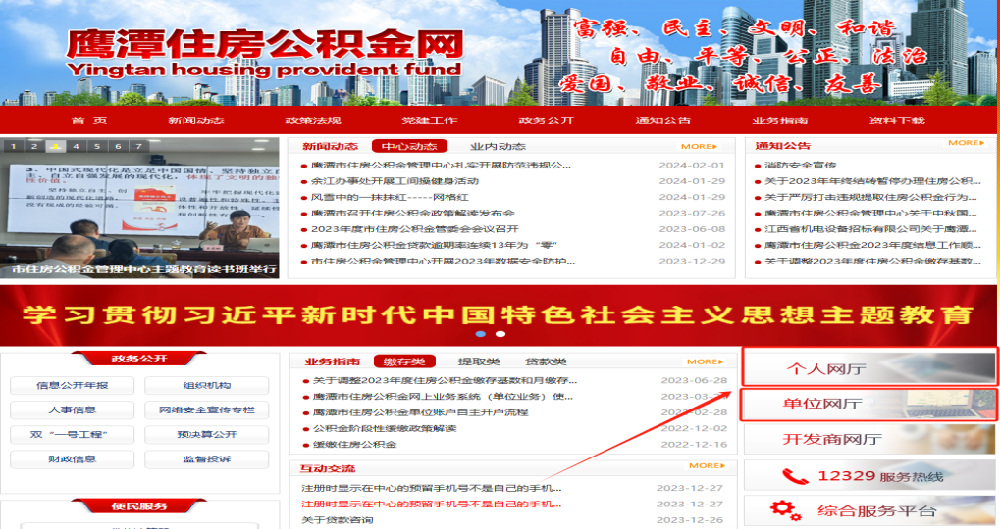 鹰潭住房公积金网
Yingtan housing provident fund
富强、民主、文明、和谐
自由、平等、公正、法治
爱国、敬业、诚信、友善
首 页 新闻动态 政策法规 党建工作 政务公开 通知公告 业务指南 资料下载
1 2 3 4 5 6 7
3、中国式现代化是立足中国国情、坚持独立自
主、自立自强发展的现代化，体现了文明的独
性价值。
市住房公积金管理中心主题教育读书班举行
新闻动态 中心动态 业内动态 MORE
鹰潭市住房公积金管理中心扎实开展防范违规公... 2024-02-01
余江办事处开展工间操健身活动 2024-01-29
风雪中的一抹抹红-----网格红 2024-01-29
鹰潭市召开住房公积金政策解读发布会 2023-07-26
2023年度市住房公积金管委会会议召开 2023-06-08
鹰潭市住房公积金贷款逾期率连续13年为“零” 2024-01-02
市住房公积金管理中心开展2023年数据安全防护... 2023-12-29
通知公告 MORE
消防安全宣传
关于2023年年终结转暂停办理住房公积...
关于严厉打击违规提取住房公积金行为...
鹰潭市住房公积金管理中心关于中秋国...
江西省机电设备招标有限公司关于鹰潭...
鹰潭市住房公积金2023年度结息工作顺...
关于调整2023年度住房公积金缴存基数...
学习贯彻习近平新时代中国特色社会主义思想主题教育
政务公开
信息公开年报 组织机构
人事信息 网络安全宣传专栏
双“一号工程” 预决算公开
财政信息 监督投诉
便民服务
业务指南 缴存类 提取类 贷款类 MORE
关于调整2023年度住房公积金缴存基数和月缴存... 2023-06-28
鹰潭市住房公积金网上业务系统（单位业务）使... 2023-03-
鹰潭市住房公积金单位账户自主开户流程 2023-02-28
公积金阶段性缓缴政策解读 2022-12-02
缓缴住房公积金 2022-12-16
互动交流 MORE
注册时显示在中心的预留手机号不是自己的手机... 2023-12-27
注册时显示在中心的预留手机号不是自己的手机... 2023-12-27
关于贷款咨询 2023-12-26
个人网厅
单位网厅
开发商网厅
12329 服务热线
综合服务平台